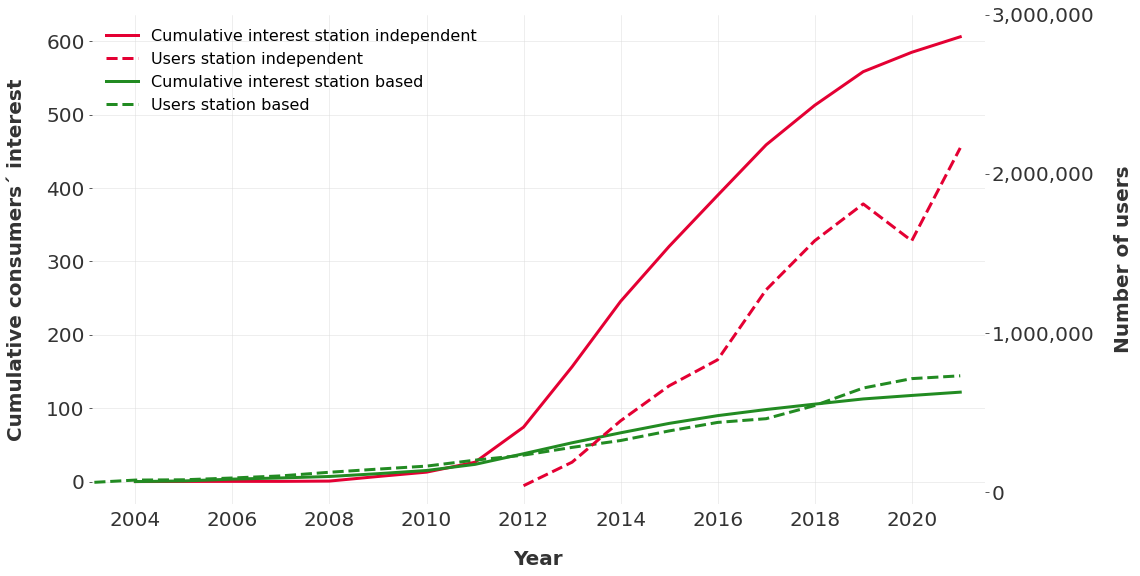 Cumulative interest station independent
Users station independent
Cumulative interest station based
Users station based
Cumulative consumers´ interest
600
500
400
300
200
100
0
3,000,000
2,000,000
1,000,000
0
Number of users
2004 2006 2008 2010 2012 2014 2016 2018 2020
Year